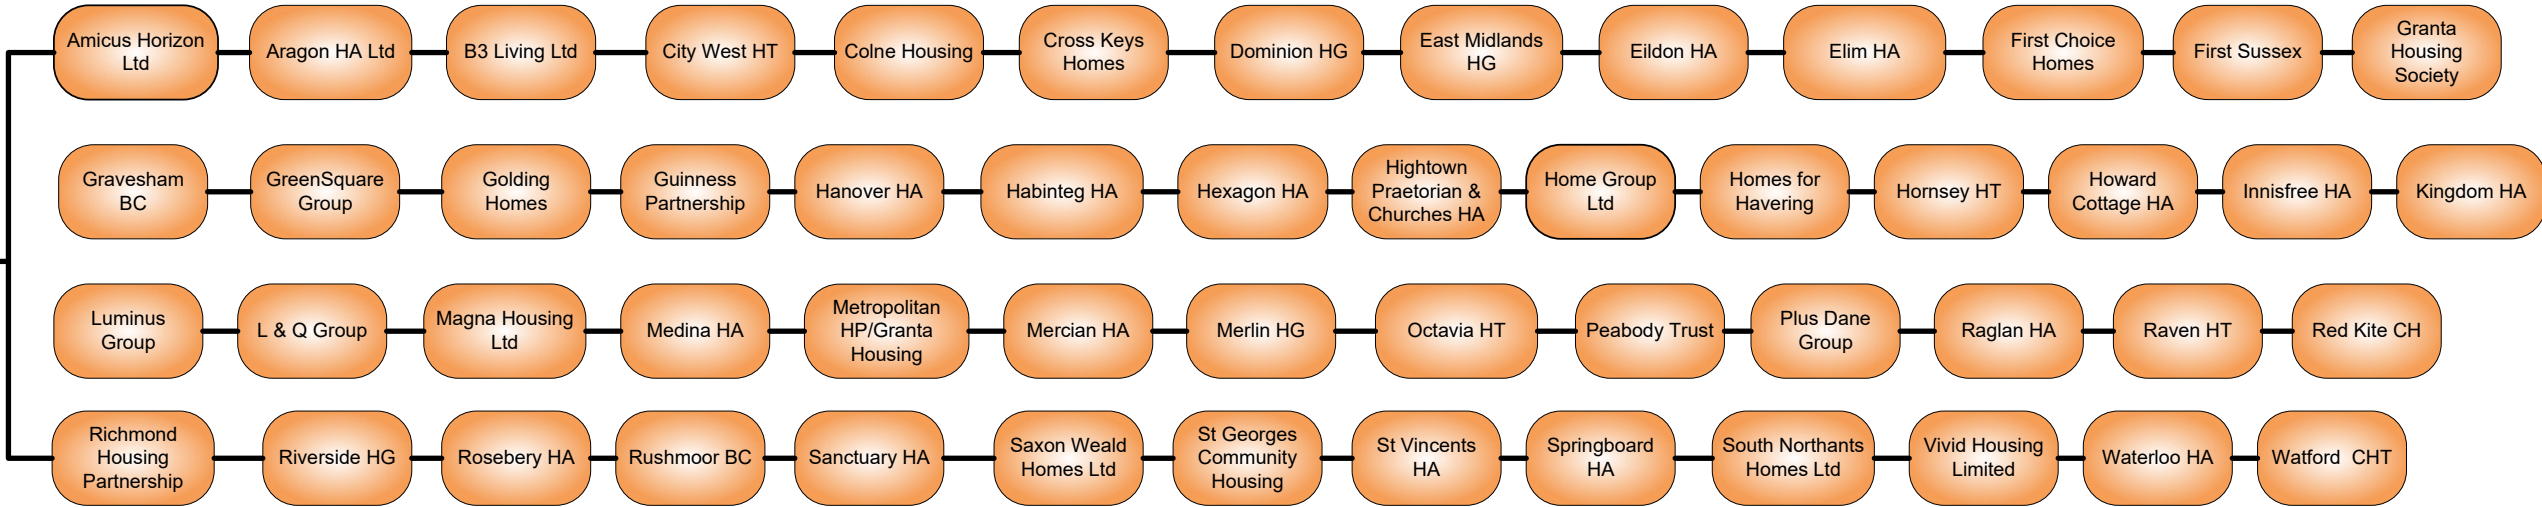 Amicus Horizon
Ltd
Aragon HA Ltd
B3 Living Ltd
City West HT
Colne Housing
Cross Keys
Homes
Dominion HG
East Midlands
HG
Eildon HA
Elim HA
First Choice
Homes
First Sussex
Granta
Housing
Society
Gravesham
BC
GreenSquare
Group
Golding
Homes
Guinness
Partnership
Hanover HA
Habinteg HA
Hexagon HA
Hightown
Praetorian &
Churches HA
Home Group
Ltd
Homes for
Havering
Hornsey HT
Howard
Cottage HA
Innisfree HA
Kingdom HA
Luminus
Group
L & Q Group
Magna Housing
Ltd
Medina HA
Metropolitan
HP/Granta
Housing
Mercian HA
Merlin HG
Octavia HT
Peabody Trust
Plus Dane
Group
Raglan HA
Raven HT
Red Kite CH
Richmond
Housing
Partnership
Riverside HG
Rosebery HA
Rushmoor BC
Sanctuary HA
Saxon Weald
Homes Ltd
St Georges
Community
Housing
St Vincents
HA
Springboard
HA
South Northants
Homes Ltd
Vivid Housing
Limited
Waterloo HA
Watford CHT